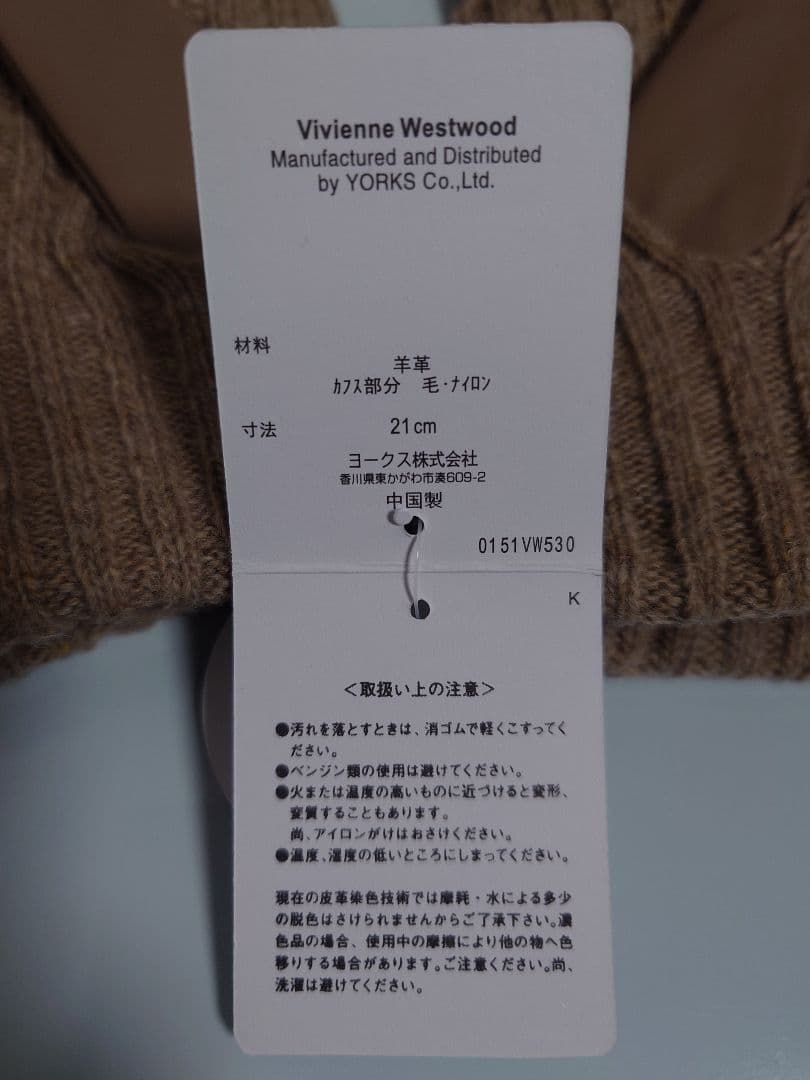 Vivienne Westwood
Manufactured and Distributed
by YORKS Co.,Ltd.
材料
羊革
ｶﾌｽ部分　毛・ﾅｲﾛﾝ
寸法　21cm
ヨークス株式会社
香川県東かがわ市湊609-2
中国製
0151VW530
K
＜取扱い上の注意＞
●汚れを落とすときは、消ゴムで軽くこすってく
ださい。
●ベンジン類の使用は避けてください。
●火または温度の高いものに近づけると変形、
変質することもあります。
尚、アイロンがけはおさけください。
●温度、湿度の低いところにしまってください。
現在の皮革染色技術では摩耗・水による多少
の脱色はさけられませんからご了承下さい。濃
色品の場合、使用中の摩擦により他の物へ色
移りする場合があります。ご注意ください。尚、
洗濯は避けてください。